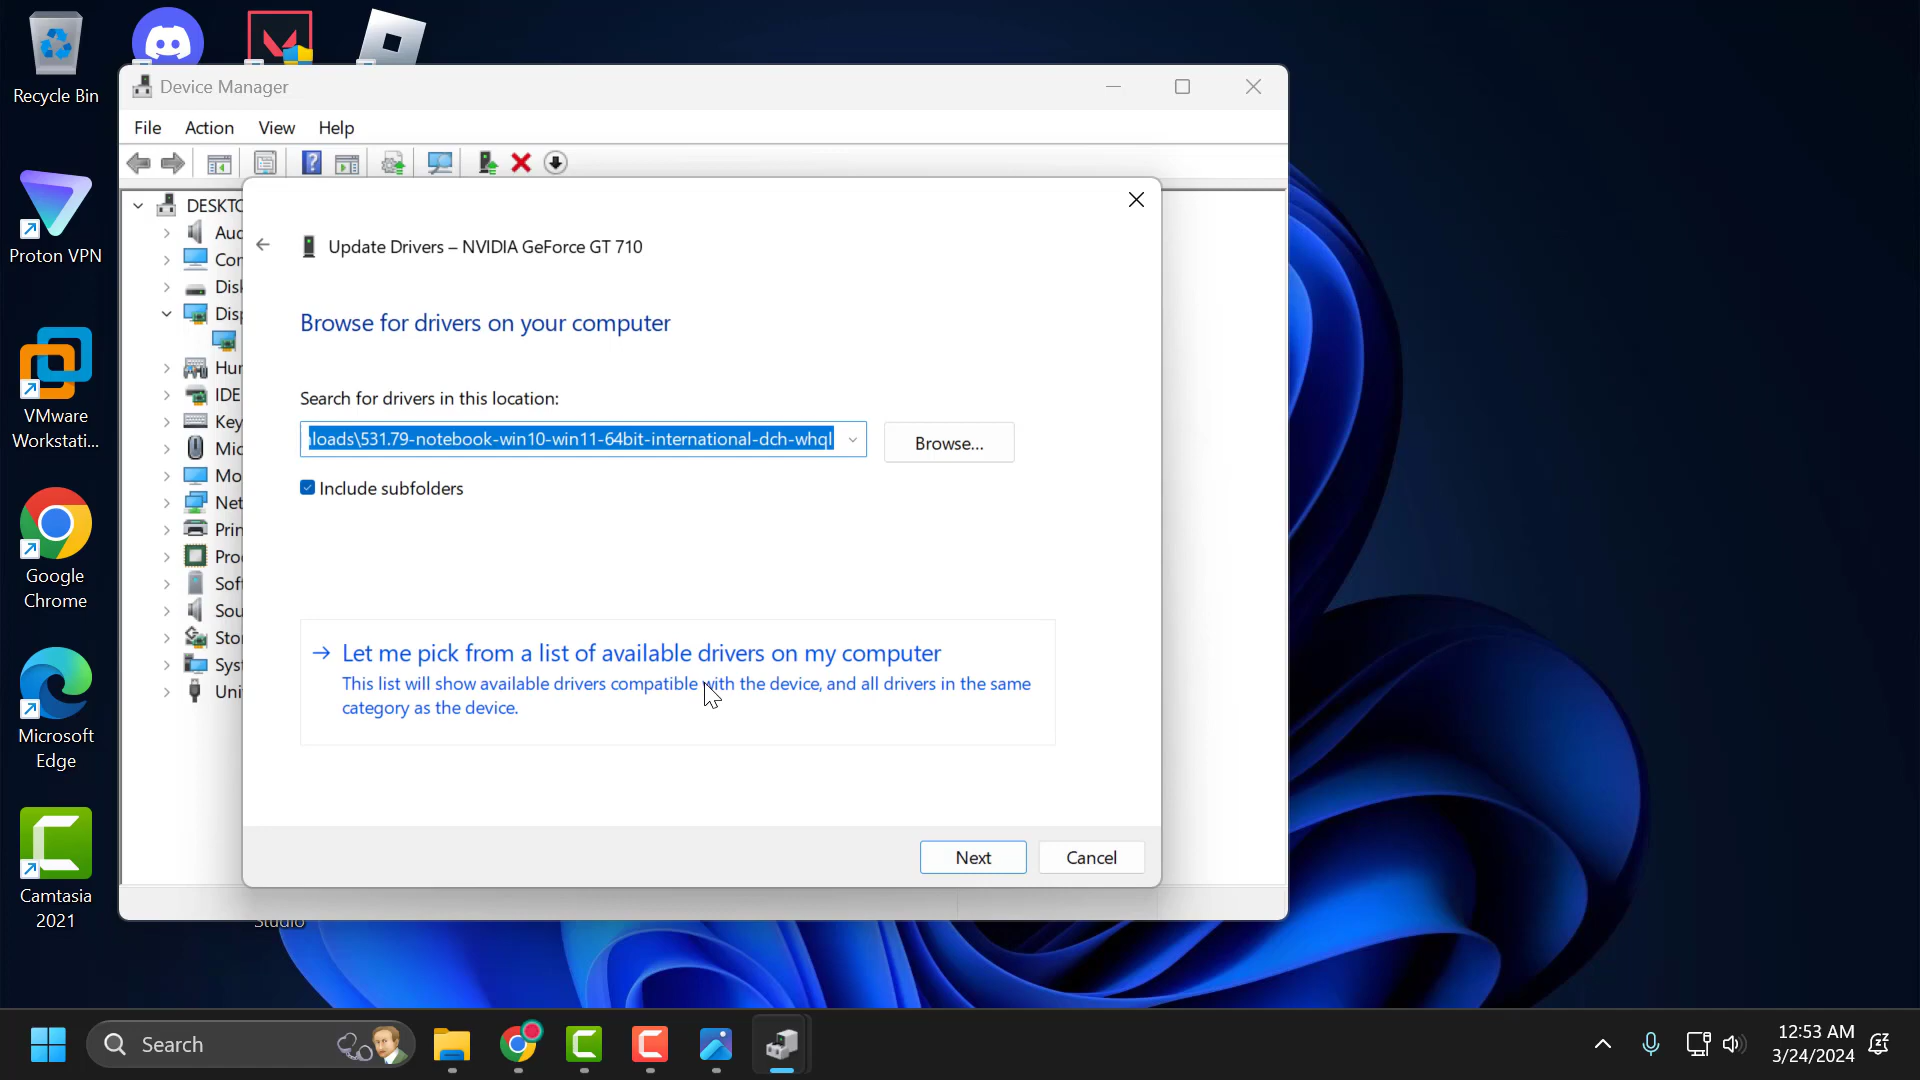 Recycle Bin
Proton VPN
VMware
Workstati...
Google
Chrome
Microsoft
Edge
Camtasia
2021
Studio
Device Manager
File Action View Help
Update Drivers – NVIDIA GeForce GT 710
Browse for drivers on your computer
Search for drivers in this location:
loads\531.79-notebook-win10-win11-64bit-international-dch-whql
Browse...
Include subfolders
Let me pick from a list of available drivers on my computer
This list will show available drivers compatible with the device, and all drivers in the same
category as the device.
Next Cancel
DESKTO
Aud
Con
Disk
Disp
Hum
IDE
Key
Mic
Mo
Net
Prin
Pro
Soft
Sou
Stor
Syst
Uni
Search
12:53 AM
3/24/2024